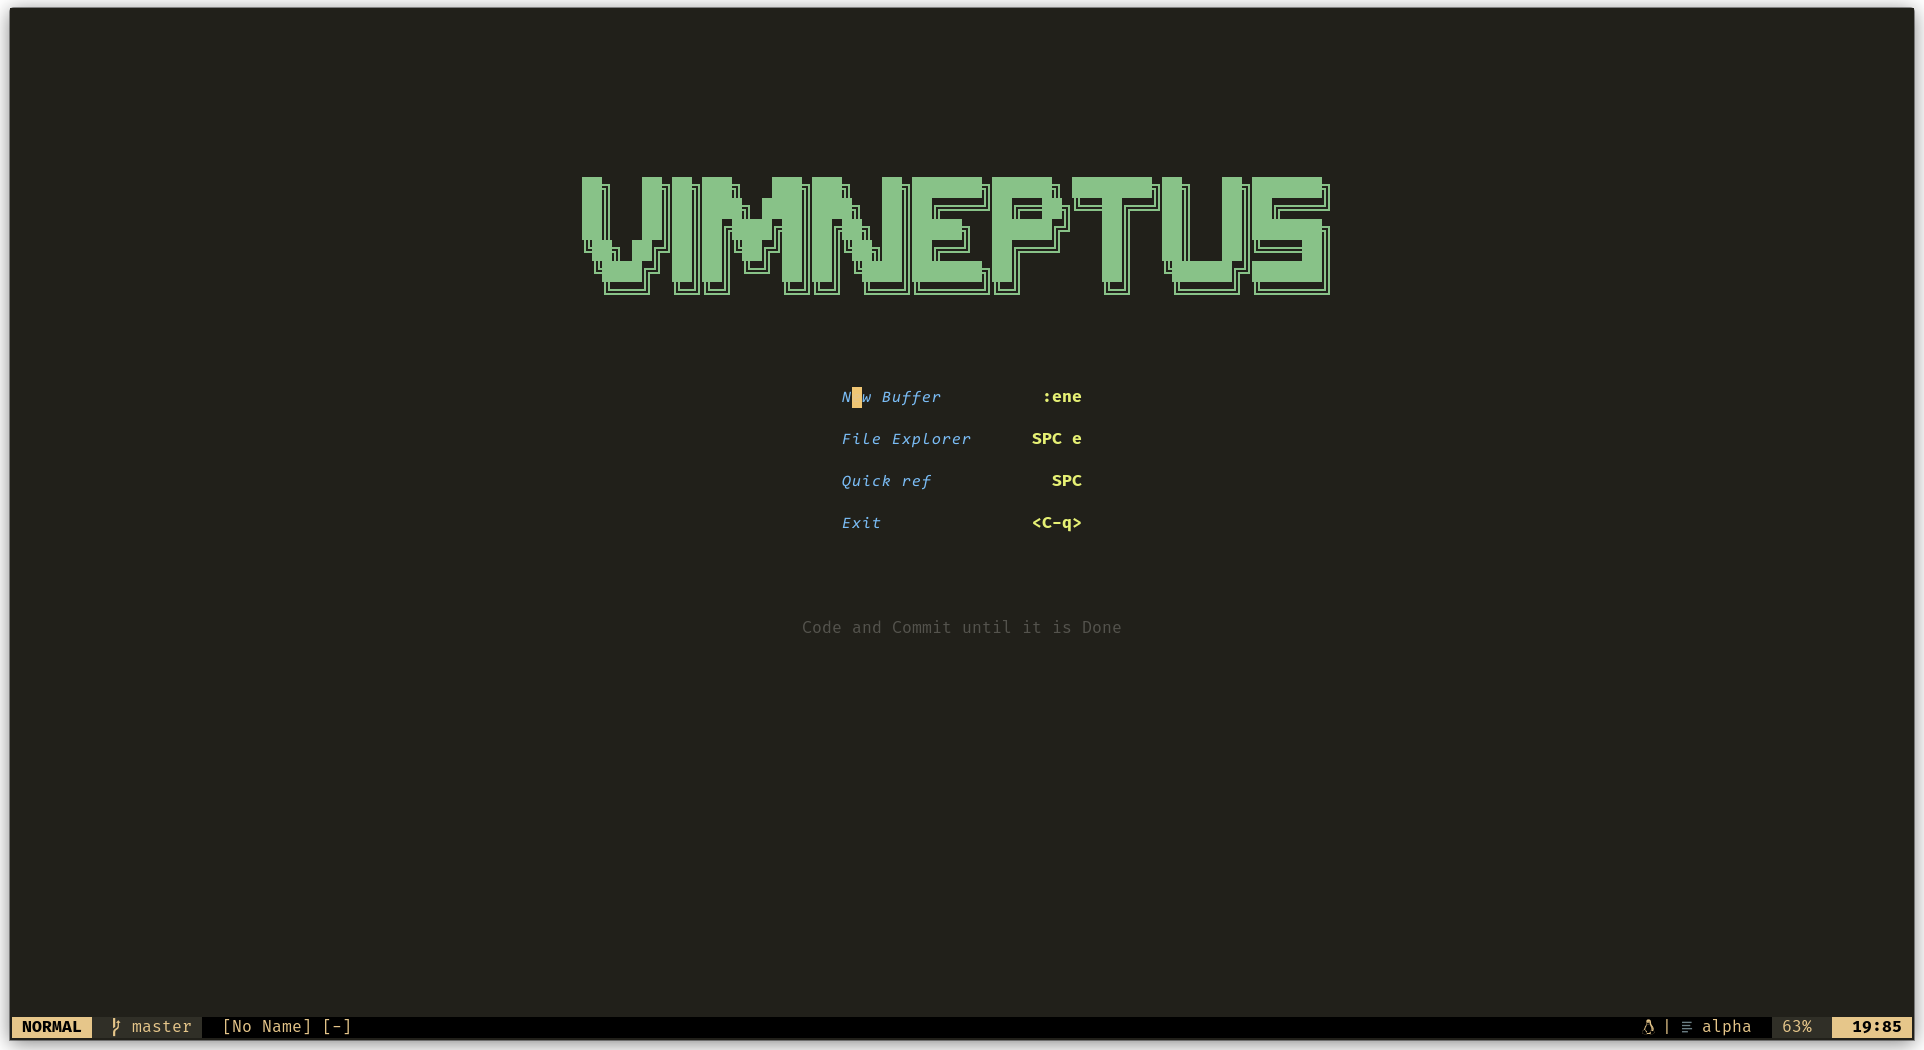 VIMNEPTUS
New Buffer :ene
File Explorer SPC e
Quick ref SPC
Exit <C-q>
Code and Commit until it is Done
NORMAL master [No Name] [-] | alpha 63% 19:85